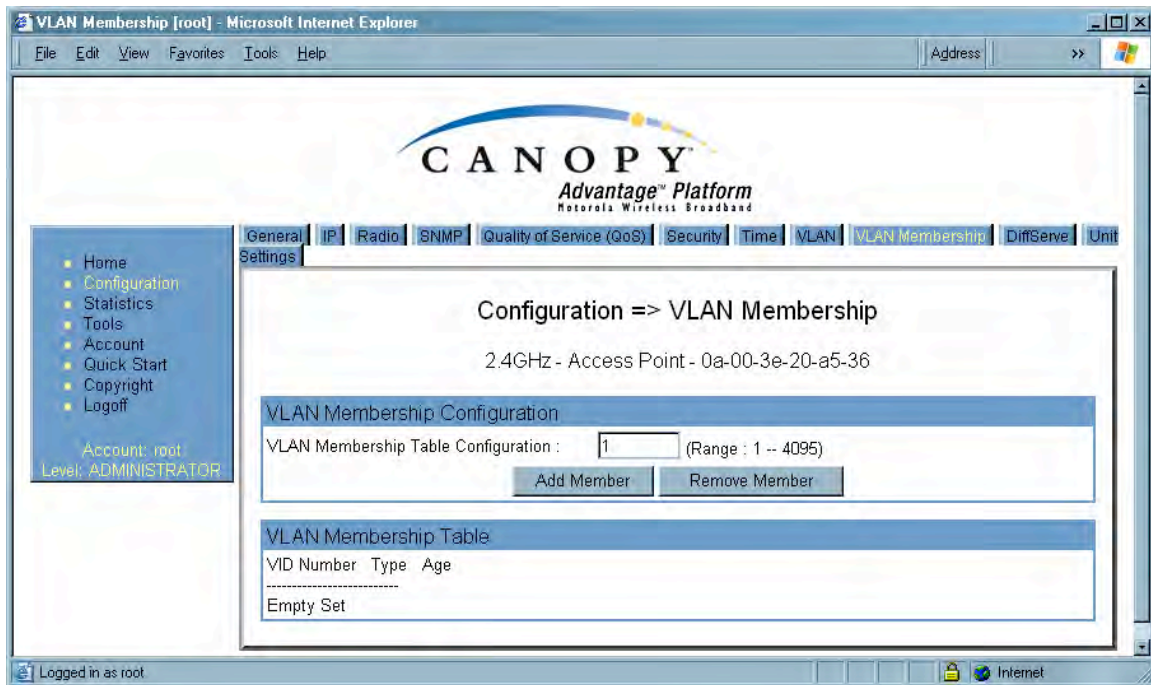 VLAN Membership [root] - Microsoft Internet Explorer
File Edit View Favorites Tools Help
Address »
CANOPY™
Advantage™ Platform
Motorola Wireless Broadband
General IP Radio SNMP Quality of Service (QoS) Security Time VLAN VLAN Membership DiffServe Unit
Settings
Home
Configuration
Statistics
Tools
Account
Quick Start
Copyright
Logoff
Account: root
Level: ADMINISTRATOR
Configuration => VLAN Membership
2.4GHz - Access Point - 0a-00-3e-20-a5-36
VLAN Membership Configuration
VLAN Membership Table Configuration : 1 (Range : 1 -- 4095)
Add Member Remove Member
VLAN Membership Table
VID Number Type Age
--------------------------
Empty Set
Logged in as root Internet